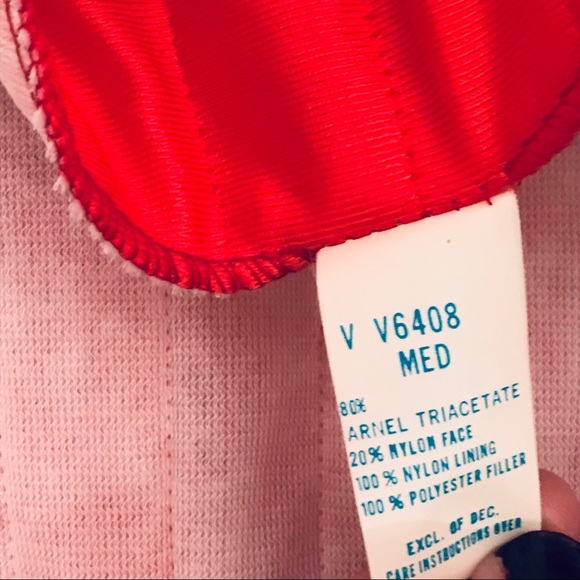 V V6408
MED
80%
ARNEL TRIACETATE
20% NYLON FACE
100% NYLON LINING
100% POLYESTER FILLER
EXCL. OF DEC.
CARE INSTRUCTIONS OVER